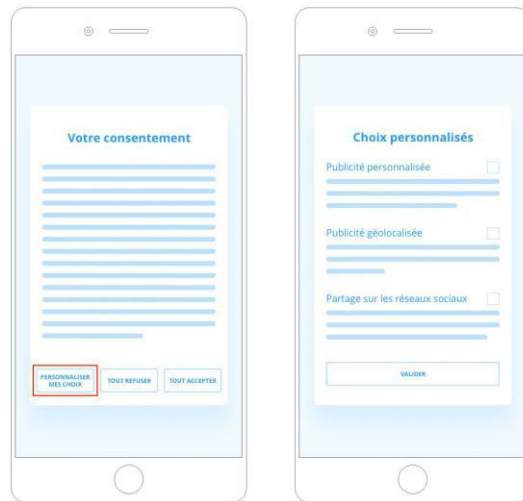 Votre consentement
PERSONNALISER
MES CHOIX
TOUT REFUSER
TOUT ACCEPTER
Choix personnalisés
Publicité personnalisée
Publicité géolocalisée
Partage sur les réseaux sociaux
VALIDER